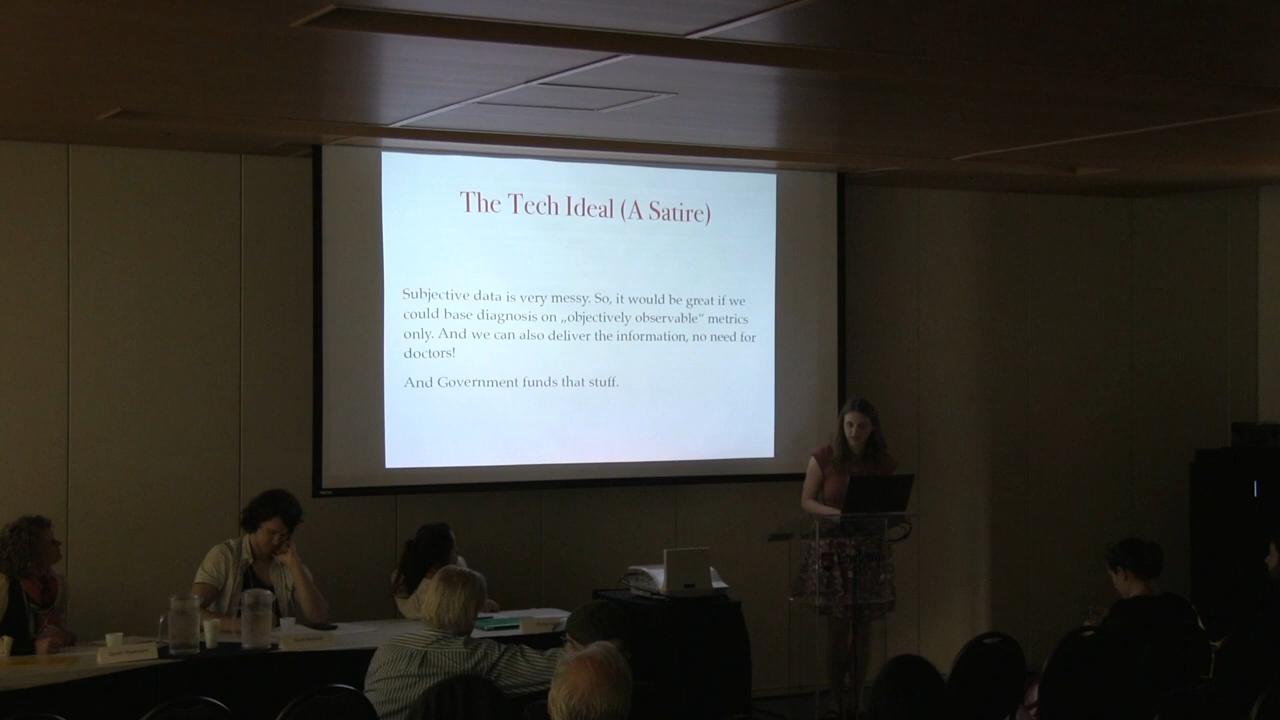 The Tech Ideal (A Satire)
Subjective data is very messy. So, it would be great if we
could base diagnosis on „objectively observable“ metrics
only. And we can also deliver the information, no need for
doctors!
And Government funds that stuff.